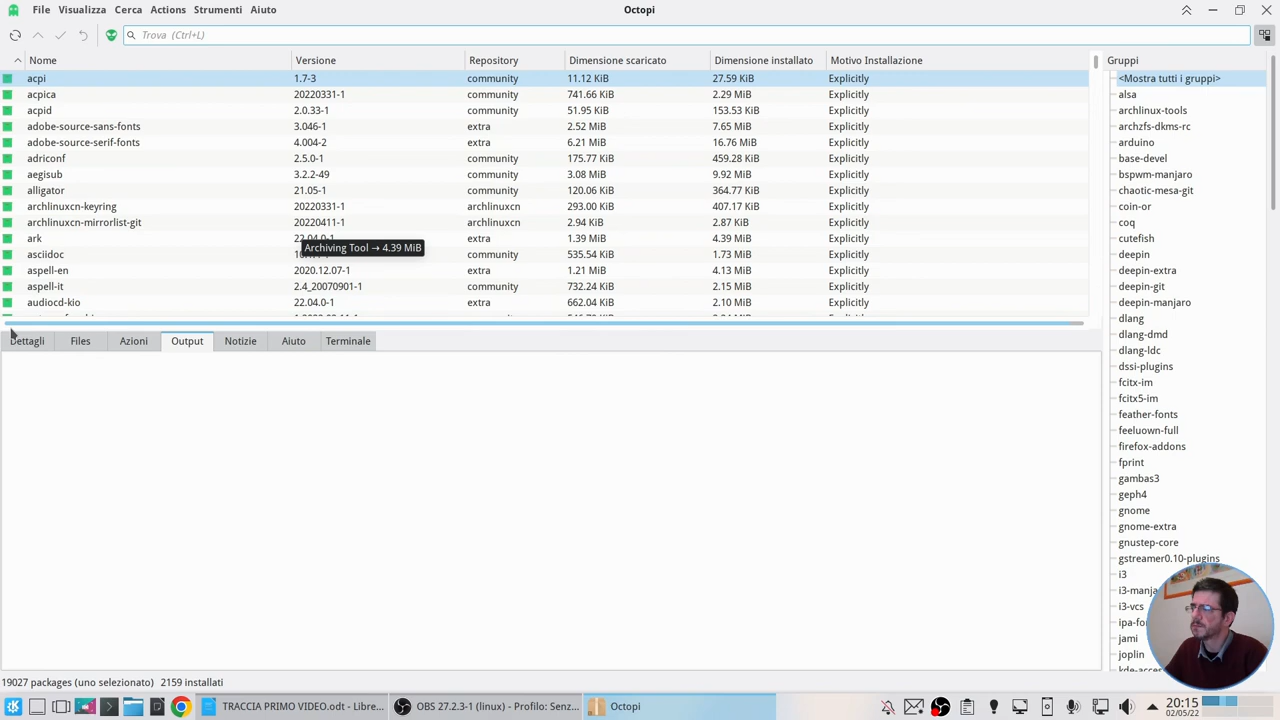 File Visualizza Cerca Actions Strumenti Aiuto
Octopi
Trova (Ctrl+L)
Nome Versione Repository Dimensione scaricato Dimensione installato Motivo Installazione
acpi 1.7-3 community 11.12 KiB 27.59 KiB Explicitly
acpica 20220331-1 community 741.66 KiB 2.29 MiB Explicitly
acpid 2.0.33-1 community 51.95 KiB 153.53 KiB Explicitly
adobe-source-sans-fonts 3.046-1 extra 2.52 MiB 7.65 MiB Explicitly
adobe-source-serif-fonts 4.004-2 extra 6.21 MiB 16.76 MiB Explicitly
adriconf 2.5.0-1 community 175.77 KiB 459.28 KiB Explicitly
aegisub 3.2.2-49 community 3.08 MiB 9.92 MiB Explicitly
alligator 21.05-1 community 120.06 KiB 364.77 KiB Explicitly
archlinuxcn-keyring 20220331-1 archlinuxcn 293.00 KiB 407.17 KiB Explicitly
archlinuxcn-mirrorlist-git 20220411-1 archlinuxcn 2.94 KiB 2.87 KiB Explicitly
ark 22.04.0-1 extra 1.39 MiB 4.39 MiB Explicitly
Archiving Tool → 4.39 MiB
asciidoc community 535.54 KiB 1.73 MiB Explicitly
aspell-en 2020.12.07-1 extra 1.21 MiB 4.13 MiB Explicitly
aspell-it 2.4_20070901-1 community 732.24 KiB 2.15 MiB Explicitly
audiocd-kio 22.04.0-1 extra 662.04 KiB 2.10 MiB Explicitly
Dettagli Files Azioni Output Notizie Aiuto Terminale
Gruppi
<Mostra tutti i gruppi>
alsa
archlinux-tools
archzfs-dkms-rc
arduino
base-devel
bspwm-manjaro
chaotic-mesa-git
coin-or
coq
cutefish
deepin
deepin-extra
deepin-git
deepin-manjaro
dlang
dlang-dmd
dlang-ldc
dssi-plugins
fcitx-im
fcitx5-im
feather-fonts
feeluown-full
firefox-addons
fprint
gambas3
geph4
gnome
gnome-extra
gnustep-core
gstreamer0.10-plugins
i3
i3-manja
i3-vcs
ipa-fo
jami
joplin
kde-acces
19027 packages (uno selezionato) 2159 installati
TRACCIA PRIMO VIDEO.odt - Libre...
OBS 27.2.3-1 (linux) - Profilo: Senz...
Octopi
20:15
02/05/22